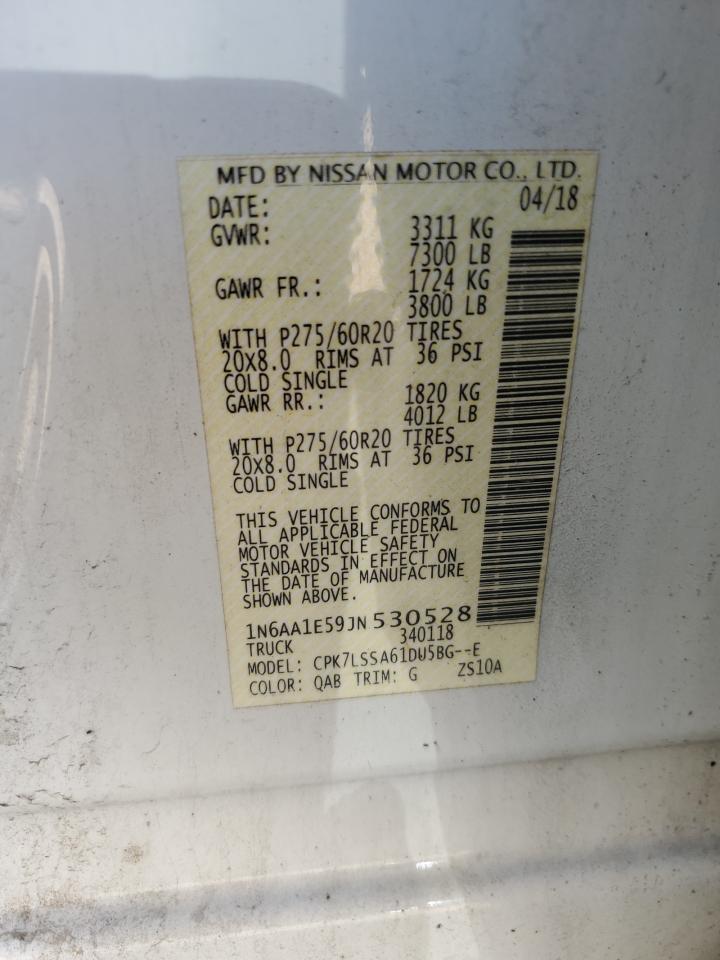 MFD BY NISSAN MOTOR CO., LTD.
DATE: 04/18
GVWR: 3311 KG
7300 LB
GAWR FR.: 1724 KG
3800 LB
WITH P275/60R20 TIRES
20X8.0 RIMS AT 36 PSI
COLD SINGLE
GAWR RR.: 1820 KG
4012 LB
WITH P275/60R20 TIRES
20X8.0 RIMS AT 36 PSI
COLD SINGLE
THIS VEHICLE CONFORMS TO
ALL APPLICABLE FEDERAL
MOTOR VEHICLE SAFETY
STANDARDS IN EFFECT ON
THE DATE OF MANUFACTURE
SHOWN ABOVE.
1N6AA1E59JN530528
TRUCK 340118
MODEL: CPK7LSSA61DU5BG--E
COLOR: QAB TRIM: G ZS10A